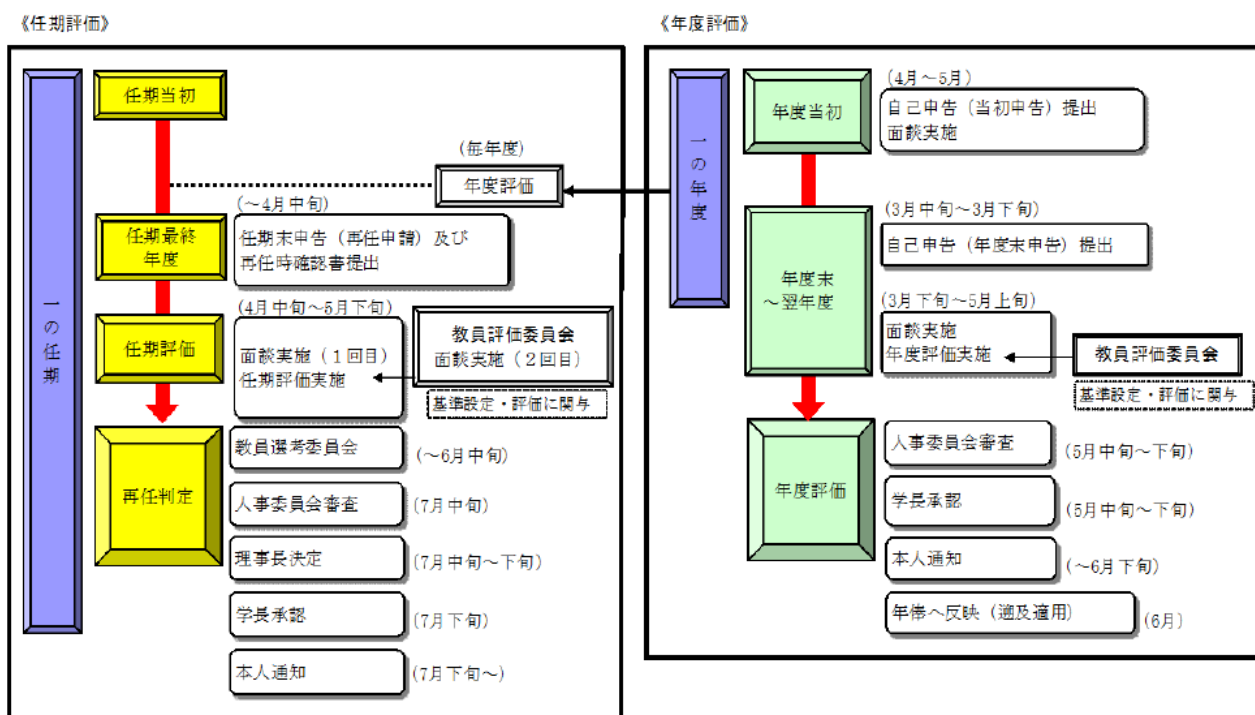 《任期評価》
一の任期
任期当初
(毎年度)
年度評価
(～4月中旬)
任期最終
年度
任期末申告（再任申請）及び
再任時確認書提出
(4月中旬～5月下旬)
任期評価
面談実施（１回目）
任期評価実施
教員評価委員会
面談実施（２回目）
基準設定・評価に関与
再任判定
教員選考委員会
(～6月中旬)
人事委員会審査
(7月中旬)
理事長決定
(7月中旬～下旬)
学長承認
(7月下旬)
本人通知
(7月下旬～)
《年度評価》
一の年度
年度当初
(4月～5月)
自己申告（当初申告）提出
面談実施
(3月中旬～3月下旬)
自己申告（年度末申告）提出
年度末
～翌年度
(3月下旬～5月上旬)
面談実施
年度評価実施
教員評価委員会
基準設定・評価に関与
年度評価
人事委員会審査
(5月中旬～下旬)
学長承認
(5月中旬～下旬)
本人通知
(～6月下旬)
年俸へ反映（遡及適用）
(6月)